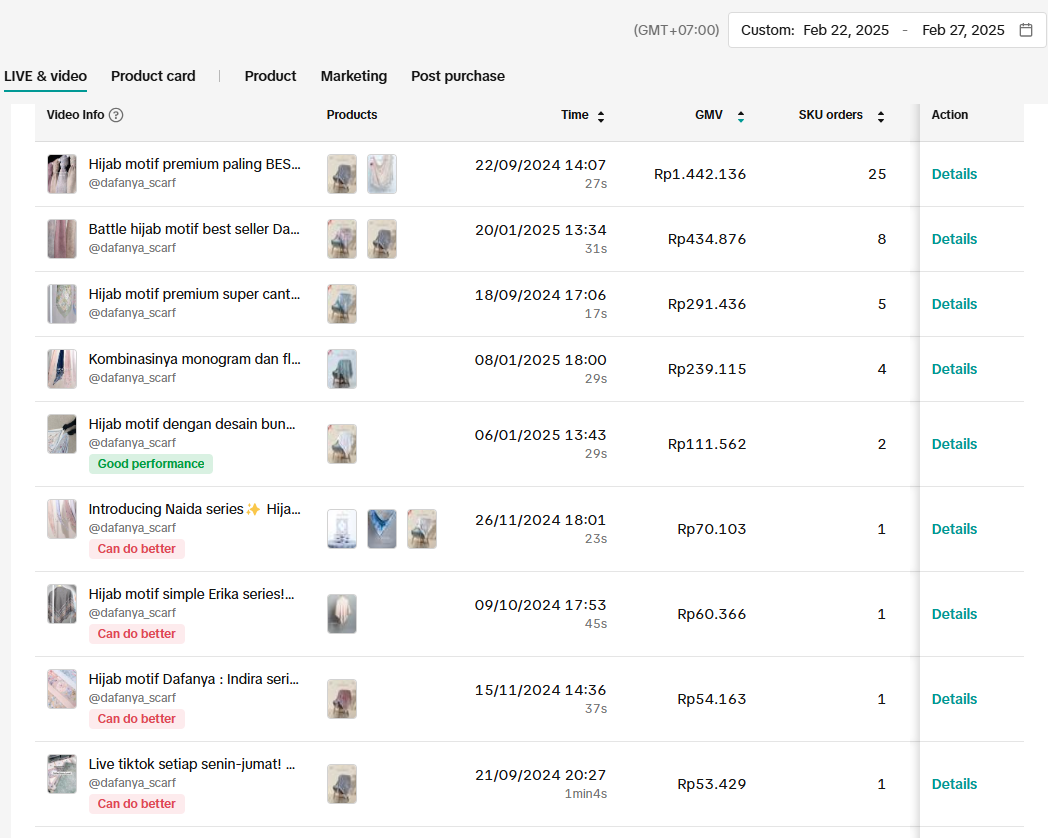 (GMT+07:00) Custom: Feb 22, 2025 - Feb 27, 2025
LIVE & video Product card Product Marketing Post purchase
Video Info Products Time GMV SKU orders Action
Hijab motif premium paling BES... 22/09/2024 14:07 Rp1.442.136 25 Details
@dafanya_scarf 27s
Battle hijab motif best seller Da... 20/01/2025 13:34 Rp434.876 8 Details
@dafanya_scarf 31s
Hijab motif premium super cant... 18/09/2024 17:06 Rp291.436 5 Details
@dafanya_scarf 17s
Kombinasinya monogram dan fl... 08/01/2025 18:00 Rp239.115 4 Details
@dafanya_scarf 29s
Hijab motif dengan desain bun... 06/01/2025 13:43 Rp111.562 2 Details
@dafanya_scarf 29s
Good performance
Introducing Naida series✨ Hija... 26/11/2024 18:01 Rp70.103 1 Details
@dafanya_scarf 23s
Can do better
Hijab motif simple Erika series!... 09/10/2024 17:53 Rp60.366 1 Details
@dafanya_scarf 45s
Can do better
Hijab motif Dafanya : Indira seri... 15/11/2024 14:36 Rp54.163 1 Details
@dafanya_scarf 37s
Can do better
Live tiktok setiap senin-jumat! ... 21/09/2024 20:27 Rp53.429 1 Details
@dafanya_scarf 1min4s
Can do better